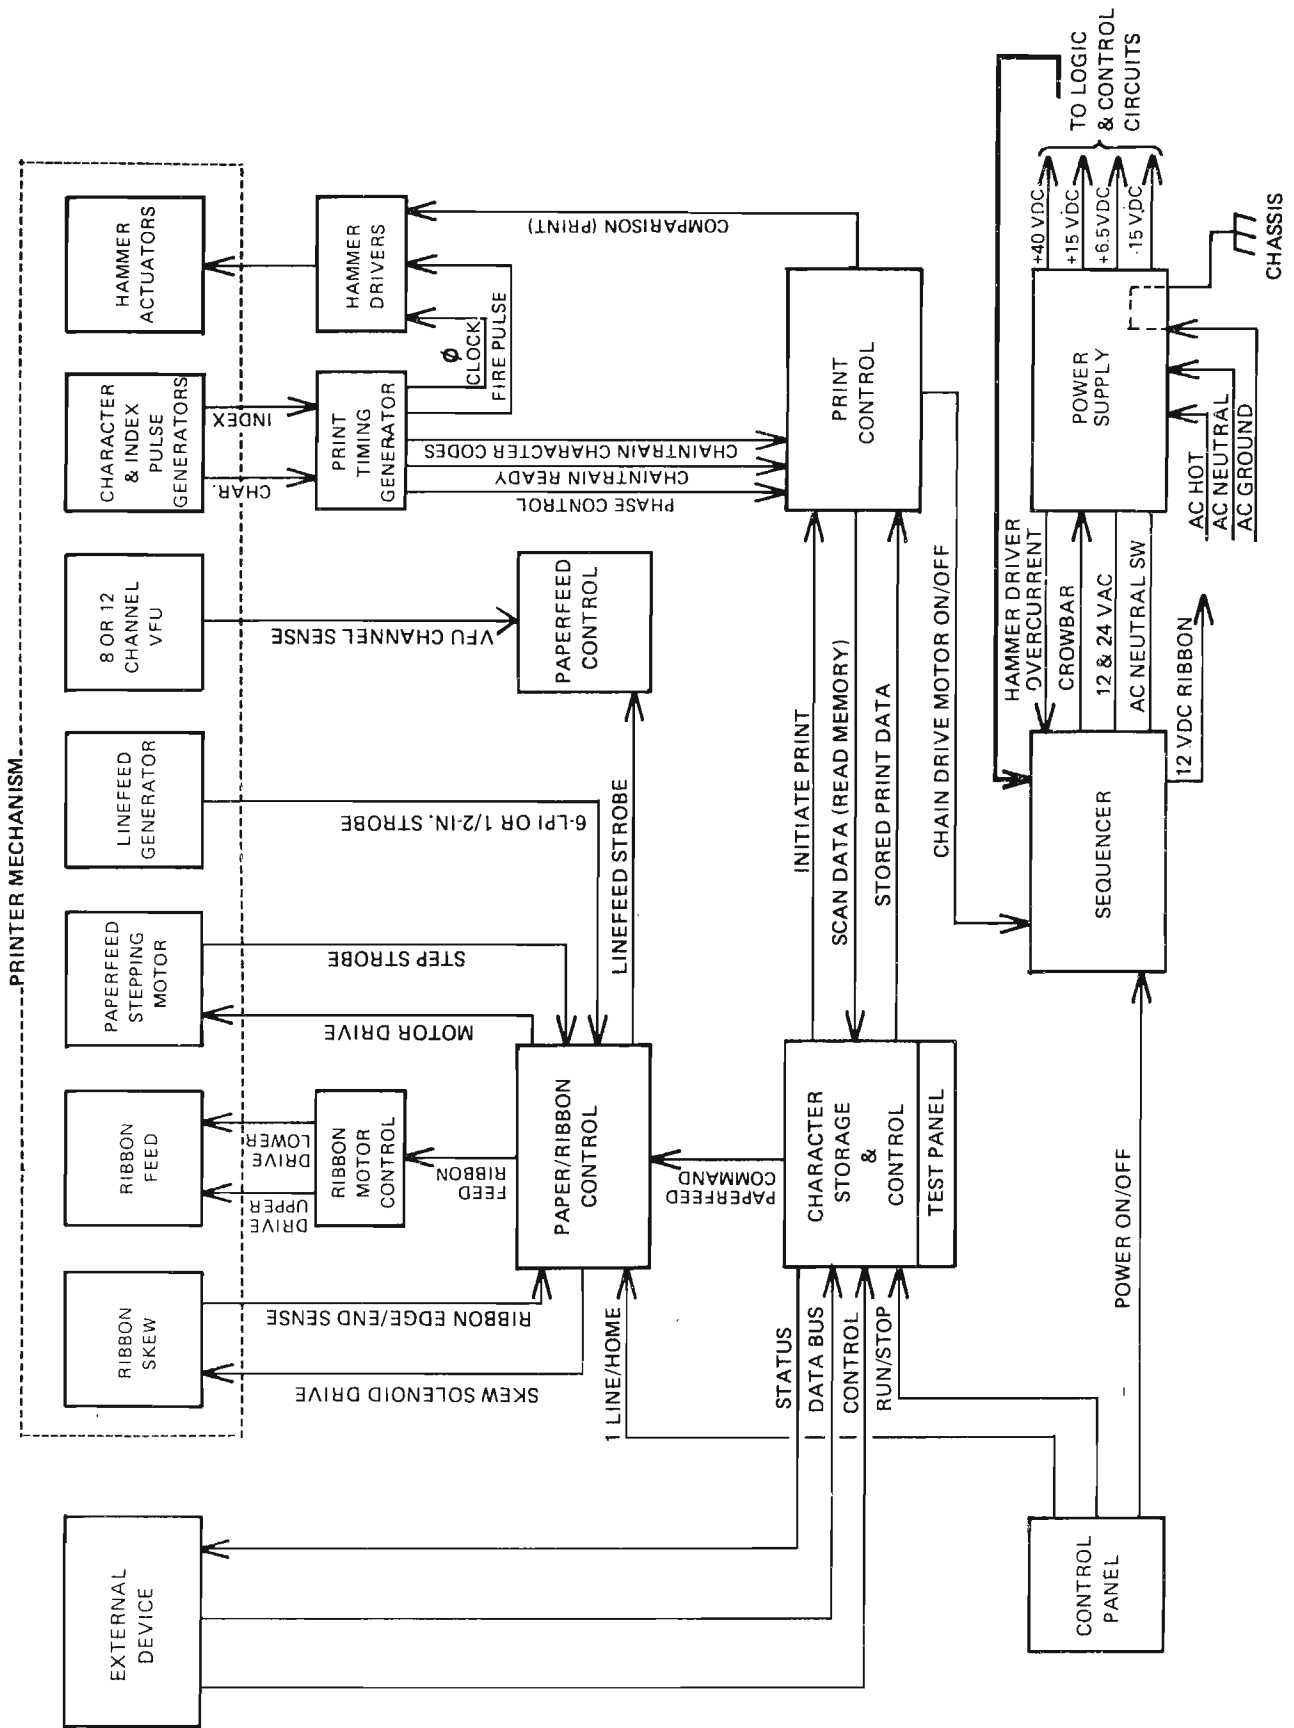 PRINTER MECHANISM
EXTERNAL
DEVICE
RIBBON
SKEW
RIBBON
FEED
PAPERFEED
STEPPING
MOTOR
LINEFEED
GENERATOR
8 OR 12
CHANNEL
VFU
CHARACTER
& INDEX
PULSE
GENERATORS
HAMMER
ACTUATORS
SKEW SOLENOID DRIVE
RIBBON EDGE/END SENSE
UPPER
DRIVE
LOWER
DRIVE
RIBBON
MOTOR
CONTROL
RIBBON
FEED
MOTOR DRIVE
STEP STROBE
6-LPI OR 1/2-IN. STROBE
VFU CHANNEL SENSE
CHAR.
INDEX
PRINT
TIMING
GENERATOR
HAMMER
DRIVERS
Ø
CLOCK
FIRE PULSE
PAPER/RIBBON
CONTROL
LINEFEED STROBE
PAPERFEED
CONTROL
PHASE CONTROL
CHAINTRAIN READY
CHAINTRAIN CHARACTER CODES
COMPARISON (PRINT)
1 LINE/HOME
PAPERFEED
COMMAND
STATUS
DATA BUS
CONTROL
RUN/STOP
CHARACTER
STORAGE
&
CONTROL
TEST PANEL
INITIATE PRINT
SCAN DATA (READ MEMORY)
STORED PRINT DATA
PRINT
CONTROL
CHAIN DRIVE MOTOR ON/OFF
CONTROL
PANEL
POWER ON/OFF
SEQUENCER
HAMMER DRIVER
OVERCURRENT
CROWBAR
12 & 24 VAC
AC NEUTRAL SW
12 VDC RIBBON
POWER
SUPPLY
AC HOT
AC NEUTRAL
AC GROUND
+40 VDC
+15 VDC
+6.5VDC
-15 VDC
TO LOGIC
& CONTROL
CIRCUITS
CHASSIS